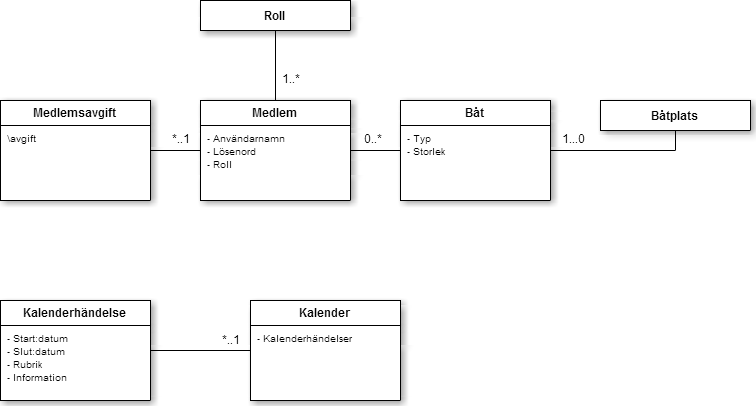 Roll
1..*
Medlemsavgift
\avgift
*..1
Medlem
- Användarnamn
- Lösenord
- Roll
0..*
Båt
- Typ
- Storlek
1...0
Båtplats
Kalenderhändelse
- Start:datum
- Slut:datum
- Rubrik
- Information
*..1
Kalender
- Kalenderhändelser